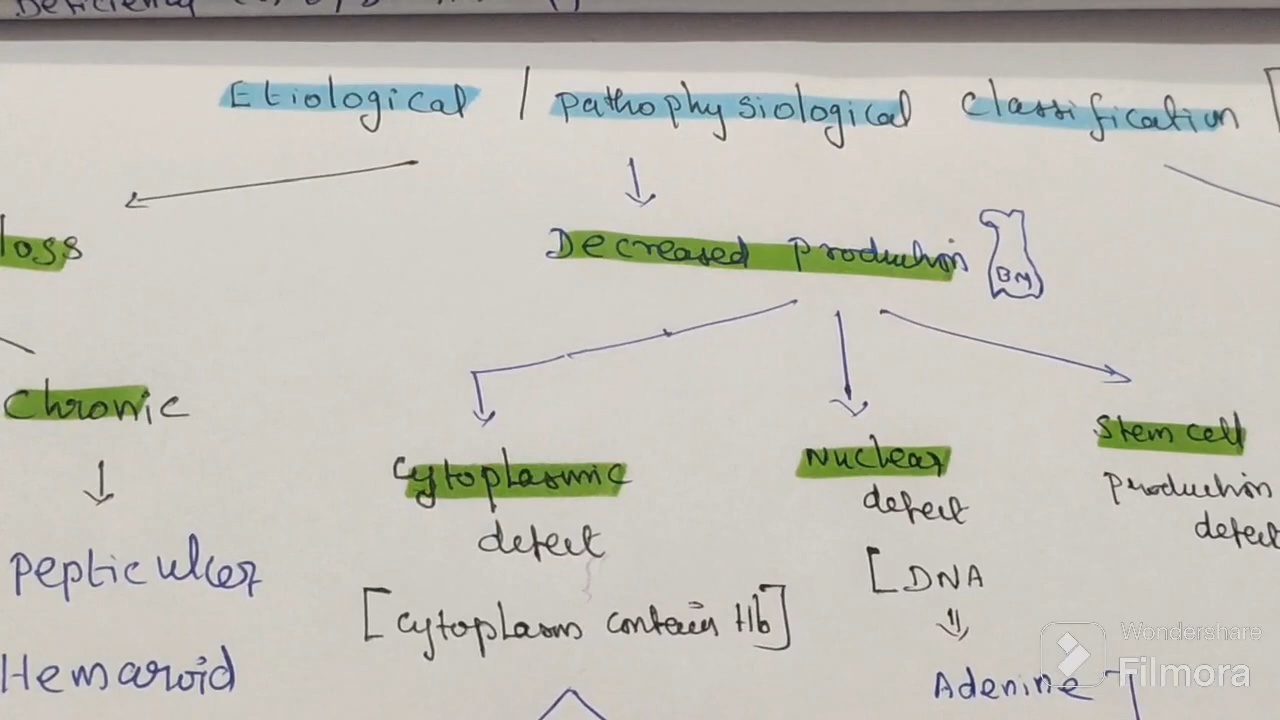 Deficiency
Etiological / pathophysiological classification [
loss
Decreased production
BM
chronic
cytoplasmic
defect
Nuclear
defect
Stem cell
production
defect
peptic ulcer
[cytoplasm contain Hb]
[DNA
Hemaroid
Adenine
Wondershare
Filmora